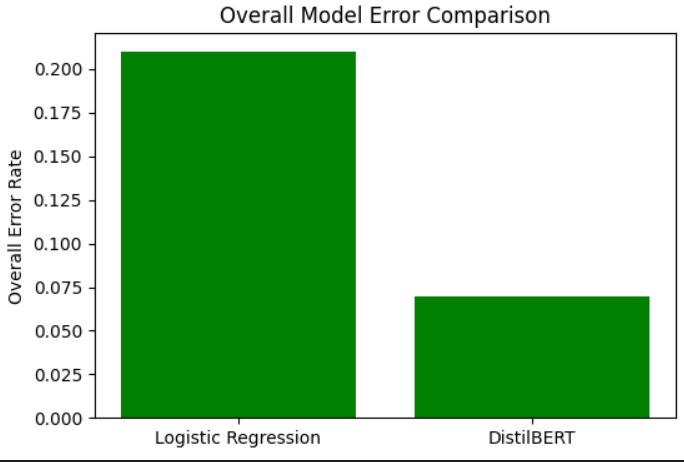 Overall Model Error Comparison
Overall Error Rate
0.200
0.175
0.150
0.125
0.100
0.075
0.050
0.025
0.000
Logistic Regression
DistilBERT